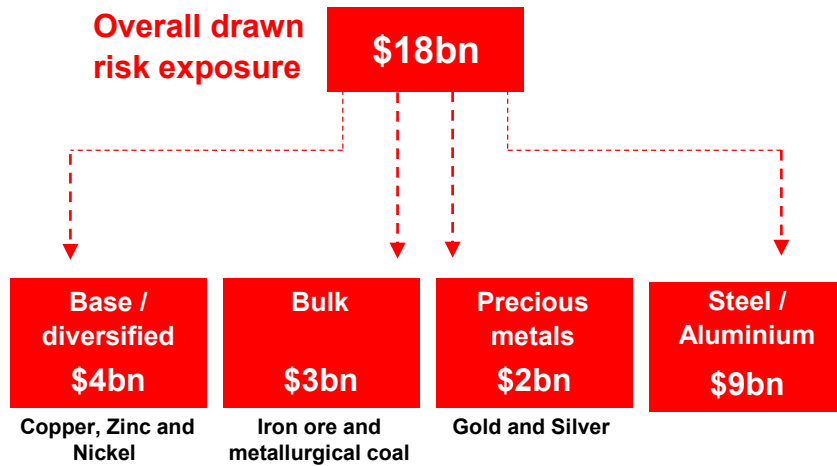 Overall drawn
risk exposure
$18bn
Base /
diversified
$4bn
Copper, Zinc and
Nickel
Bulk
$3bn
Iron ore and
metallurgical coal
Precious
metals
$2bn
Gold and Silver
Steel /
Aluminium
$9bn